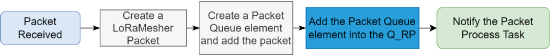 Packet
Received
Create a
LoRaMesher
Packet
Create a Packet
Queue element
and add the packet
Add the Packet Queue
element into the Q_RP
Notify the Packet
Process Task